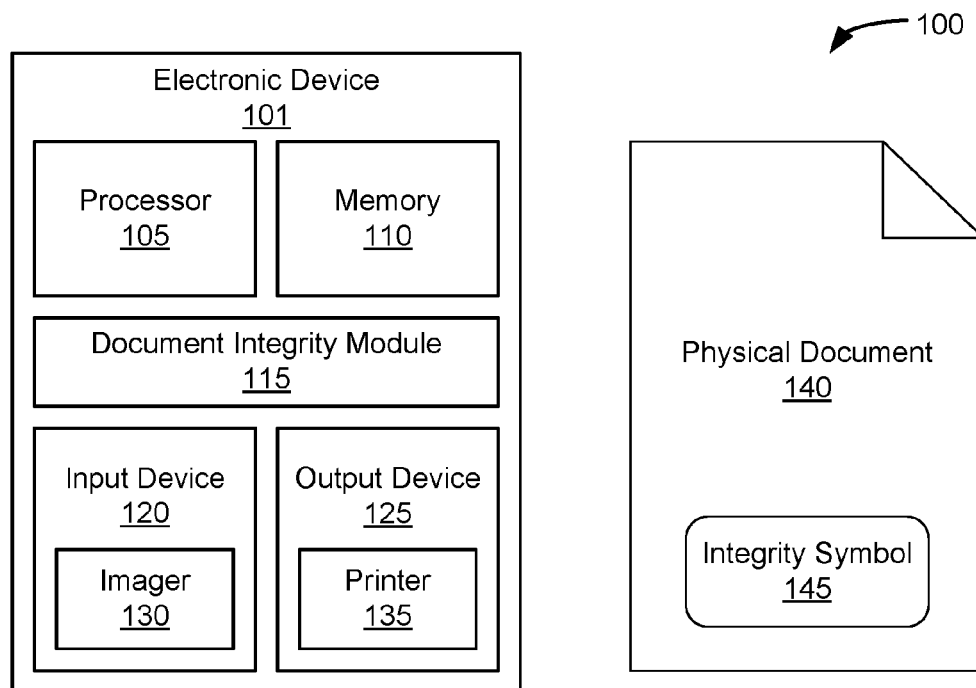 100
Electronic Device
101
Processor
105
Memory
110
Document Integrity Module
115
Input Device
120
Output Device
125
Imager
130
Printer
135
Physical Document
140
Integrity Symbol
145